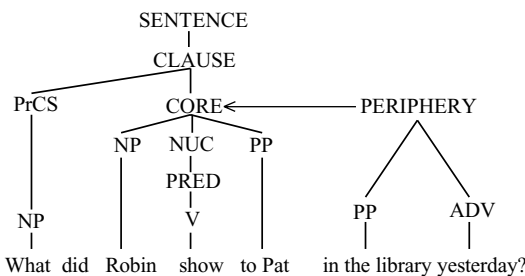 SENTENCE
CLAUSE
PrCS CORE PERIPHERY
NP NUC PP
PRED
NP V PP ADV
What did Robin show to Pat in the library yesterday?